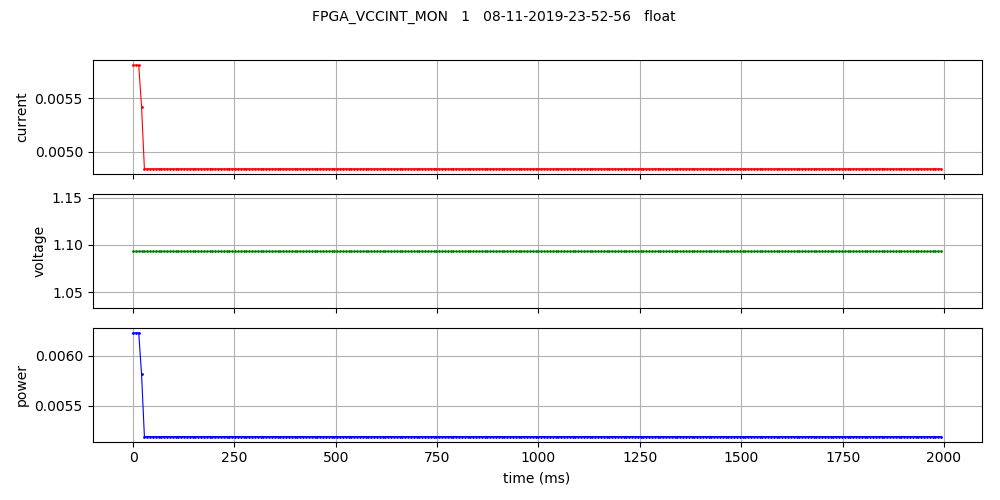 FPGA_VCCINT_MON 1 08-11-2019-23-52-56 float
current
0.0055
0.0050
voltage
1.15
1.10
1.05
power
0.0060
0.0055
0 250 500 750 1000 1250 1500 1750 2000
time (ms)